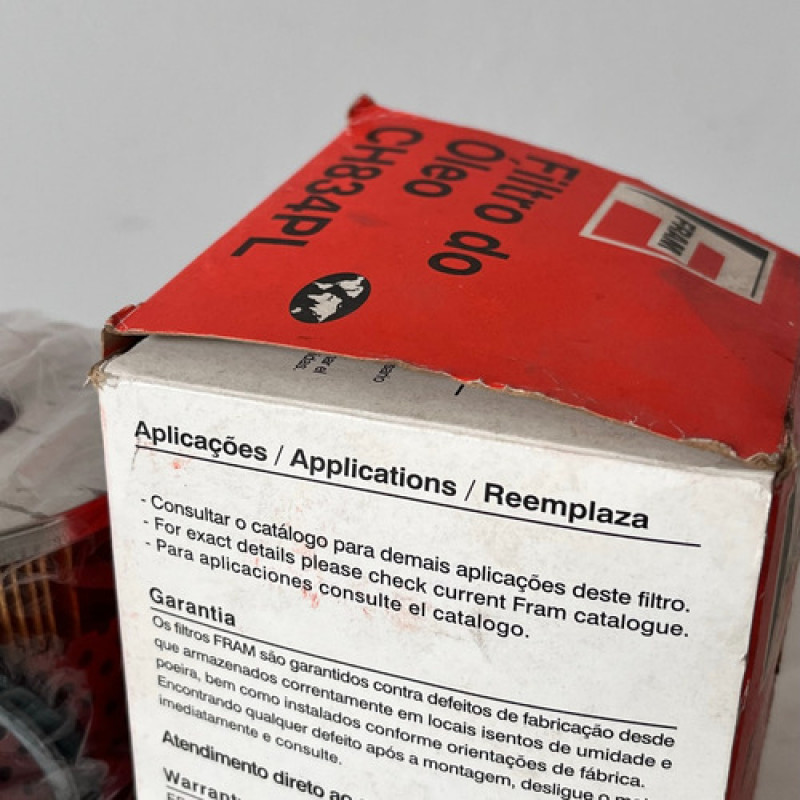 Filtro do
Óleo
CH834PL
FRAM
Aplicações / Applications / Reemplaza
- Consultar o catálogo para demais aplicações deste filtro.
- For exact details please check current Fram catalogue.
- Para aplicaciones consulte el catalogo.
Garantia
Os filtros FRAM são garantidos contra defeitos de fabricação desde
que armazenados correntamente em locais isentos de umidade e
poeira, bem como instalados conforme orientações de fábrica.
Encontrando qualquer defeito após a montagem, desligue o
imediatamente e consulte.
Atendimento direto ao